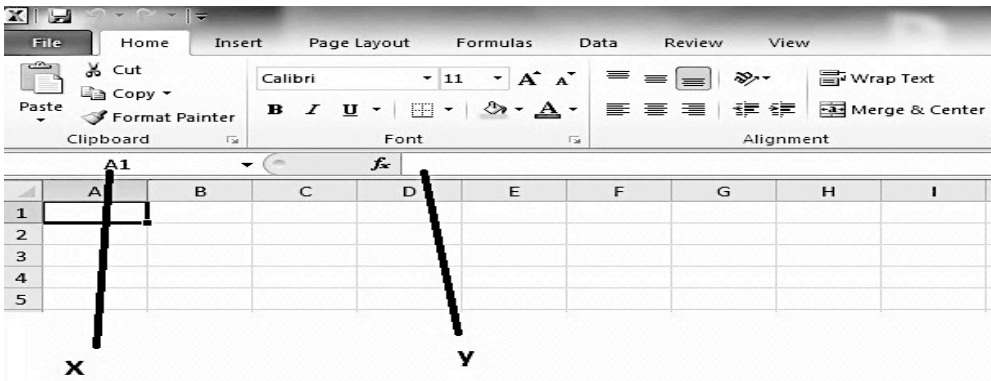 File Home Insert Page Layout Formulas Data Review View
Cut
Calibri 11 A A Wrap Text
Paste Copy
B I U A Merge & Center
Format Painter
Clipboard Font Alignment
A1 fx
A B C D E F G H I
1
2
3
4
5
X y